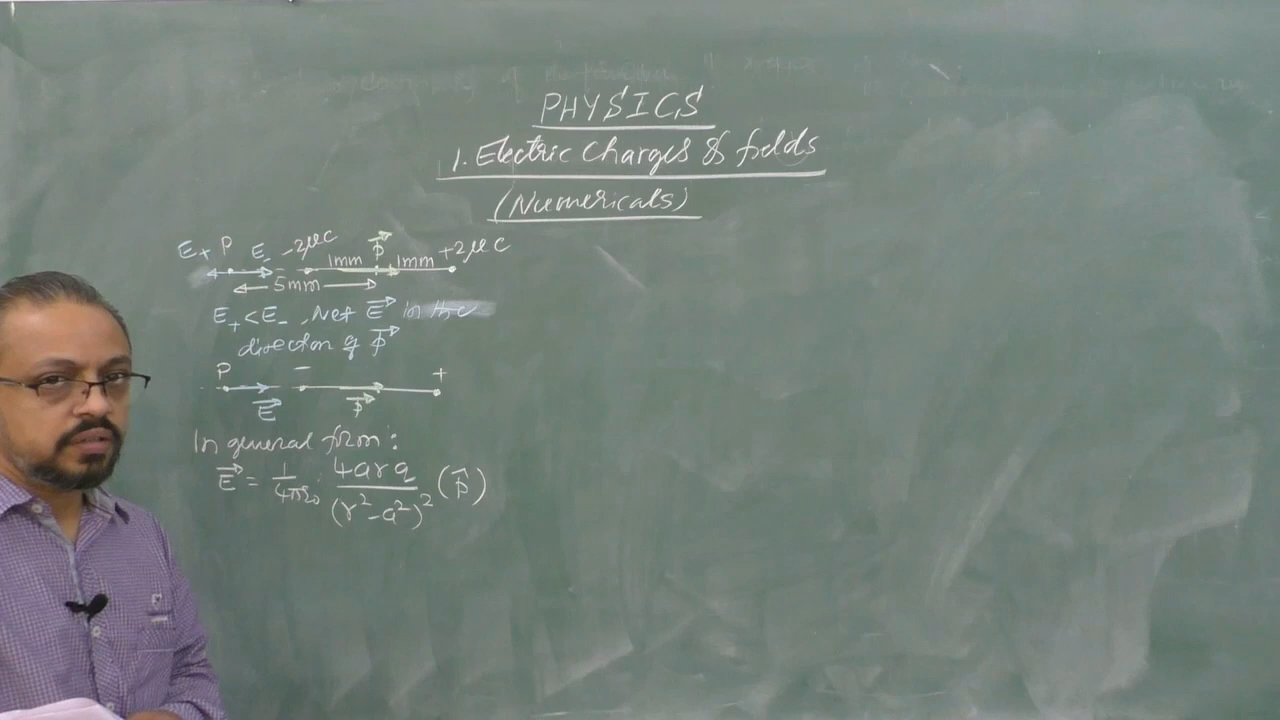 PHYSICS
1. Electric Charges & fields
(Numericals)
E₊ P E₋ -2μC 1mm p⃗ 1mm +2μC
5mm
E₊ < E₋, Net E⃗ in the
direction of p⃗
P − +
E⃗ p⃗
In general form:
E⃗ = 1/4πε₀ · 4arq/(r²-a²)² (p̂)